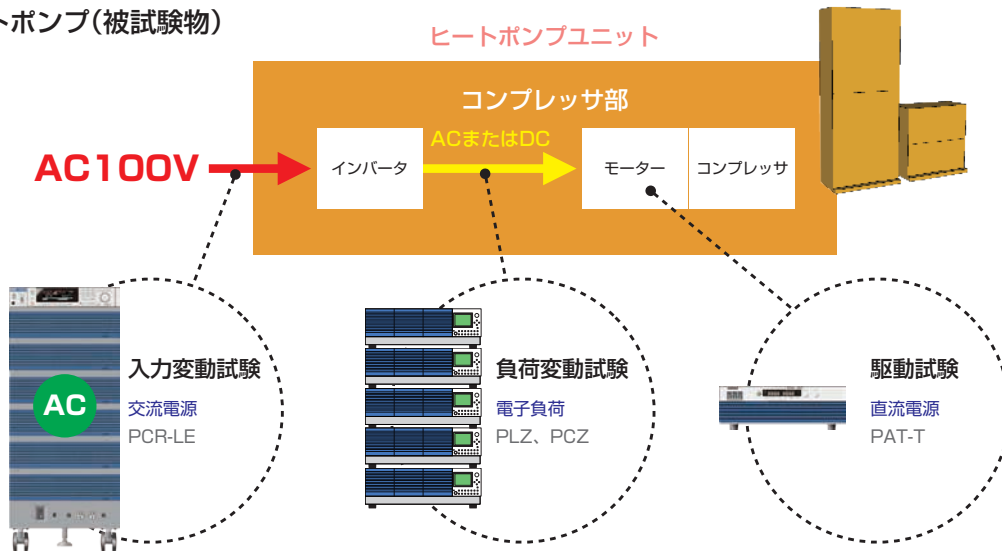 トポンプ(被試験物)
ヒートポンプユニット
コンプレッサ部
AC100V
インバータ
ACまたはDC
モーター
コンプレッサ
AC
入力変動試験
交流電源
PCR-LE
負荷変動試験
電子負荷
PLZ、PCZ
駆動試験
直流電源
PAT-T